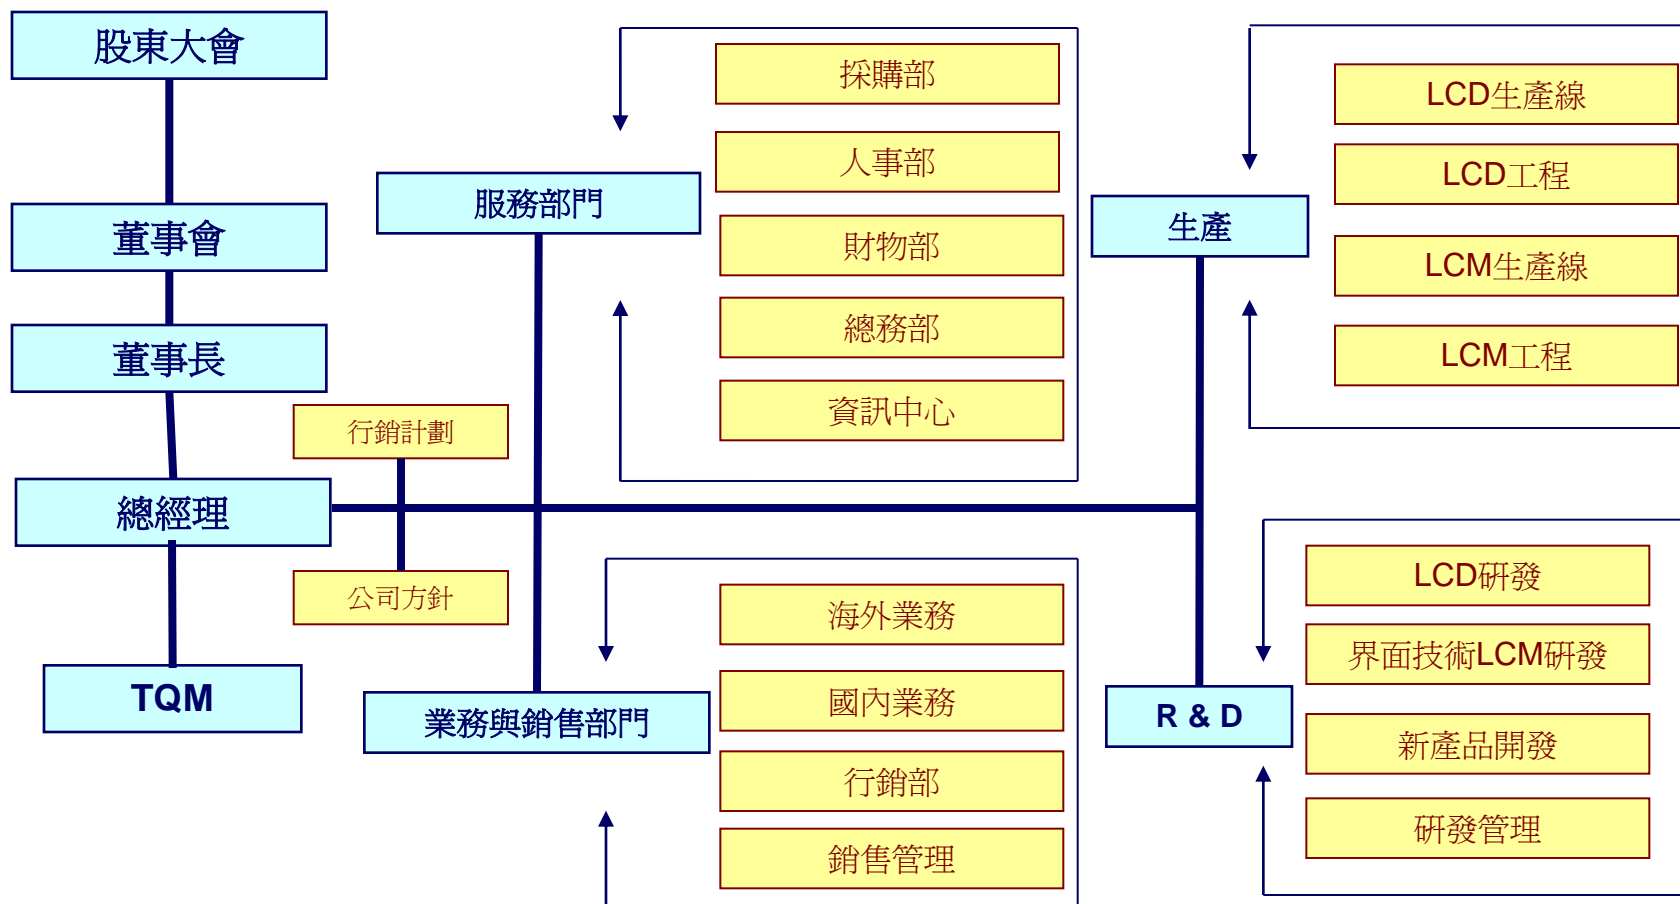 股東大會
董事會
董事長
總經理
TQM
行銷計劃
公司方針
服務部門
採購部
人事部
財物部
總務部
資訊中心
業務與銷售部門
海外業務
國內業務
行銷部
銷售管理
生產
LCD生產線
LCD工程
LCM生產線
LCM工程
R & D
LCD研發
界面技術LCM研發
新產品開發
研發管理